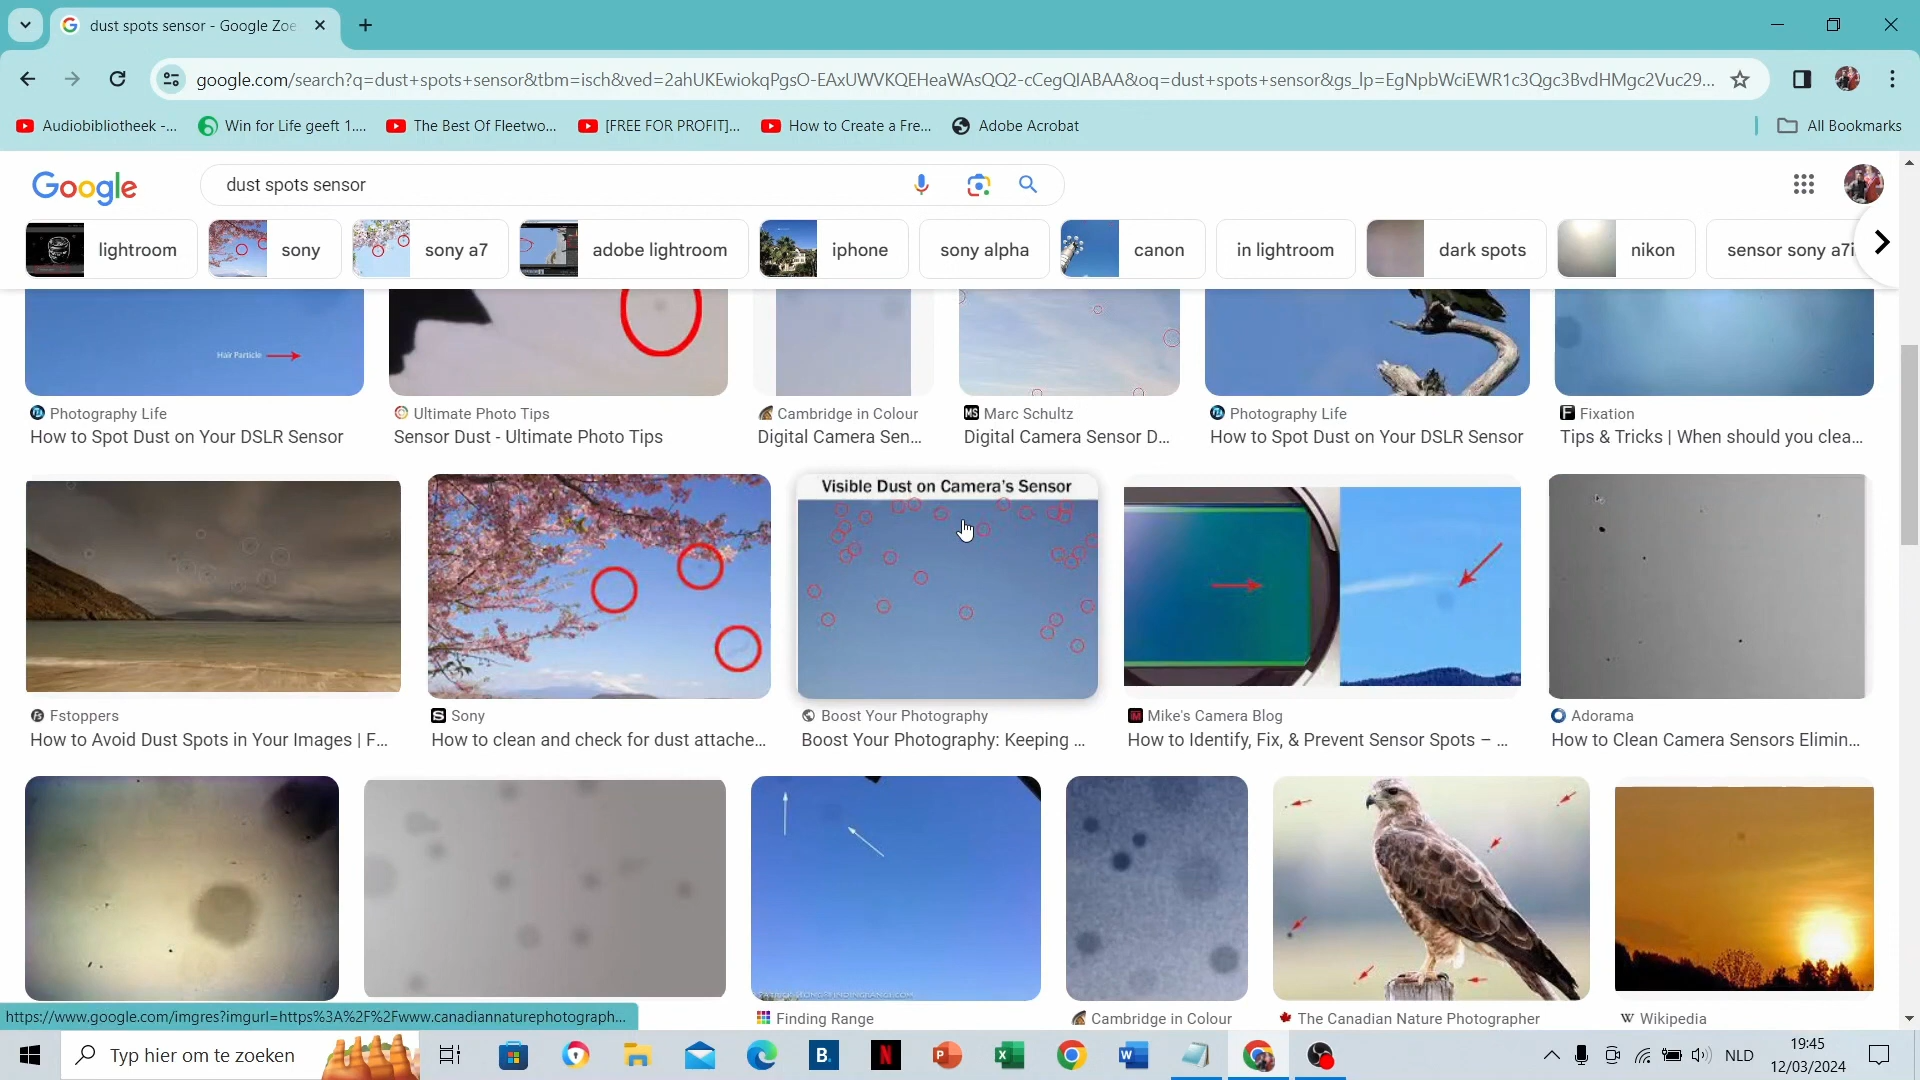 dust spots sensor - Google Zoe
google.com/search?q=dust+spots+sensor&tbm=isch&ved=2ahUKEwiokqPgsO-EAxUWVKQEHeaWAsQQ2-cCegQIABAA&oq=dust+spots+sensor&gs_lp=EgNpbWciEWR1c3Qgc3BvdHMgc2Vuc29...
Audiobibliotheek -...
Win for Life geeft 1....
The Best Of Fleetwo...
[FREE FOR PROFIT]...
How to Create a Fre...
Adobe Acrobat
All Bookmarks
Google
dust spots sensor
lightroom
sony
sony a7
adobe lightroom
iphone
sony alpha
canon
in lightroom
dark spots
nikon
sensor sony a7i
Hair Particle
Photography Life
How to Spot Dust on Your DSLR Sensor
Ultimate Photo Tips
Sensor Dust - Ultimate Photo Tips
Cambridge in Colour
Digital Camera Sen...
Marc Schultz
Digital Camera Sensor D...
Photography Life
How to Spot Dust on Your DSLR Sensor
Fixation
Tips & Tricks | When should you clea...
Visible Dust on Camera's Sensor
Fstoppers
How to Avoid Dust Spots in Your Images | F...
Sony
How to clean and check for dust attache...
Boost Your Photography
Boost Your Photography: Keeping ...
Mike's Camera Blog
How to Identify, Fix, & Prevent Sensor Spots – ...
Adorama
How to Clean Camera Sensors Elimin...
Finding Range
Cambridge in Colour
The Canadian Nature Photographer
Wikipedia
https://www.google.com/imgres?imgurl=https%3A%2F%2Fwww.canadiannaturephotograph...
Typ hier om te zoeken
NLD
19:45
12/03/2024